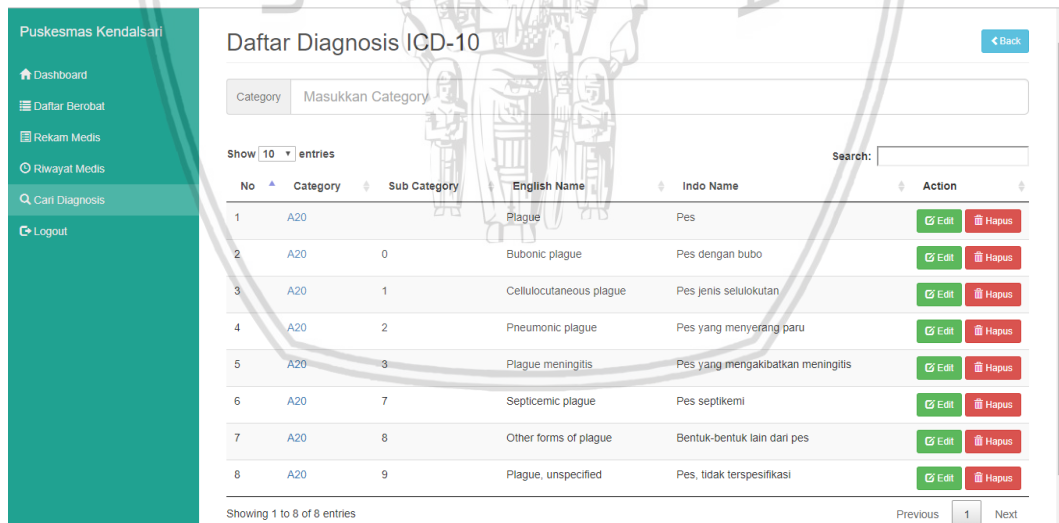 Puskesmas Kendalsari
Dashboard
Daftar Berobat
Rekam Medis
Riwayat Medis
Cari Diagnosis
Logout
Daftar Diagnosis ICD-10
Back
Category Masukkan Category
Show 10 entries
Search:
No Category Sub Category English Name Indo Name Action
1 A20 Plague Pes Edit Hapus
2 A20 0 Bubonic plague Pes dengan bubo Edit Hapus
3 A20 1 Cellulocutaneous plague Pes jenis selulokutan Edit Hapus
4 A20 2 Pneumonic plague Pes yang menyerang paru Edit Hapus
5 A20 3 Plague meningitis Pes yang mengakibatkan meningitis Edit Hapus
6 A20 7 Septicemic plague Pes septikemi Edit Hapus
7 A20 8 Other forms of plague Bentuk-bentuk lain dari pes Edit Hapus
8 A20 9 Plague, unspecified Pes, tidak terspesifikasi Edit Hapus
Showing 1 to 8 of 8 entries
Previous 1 Next